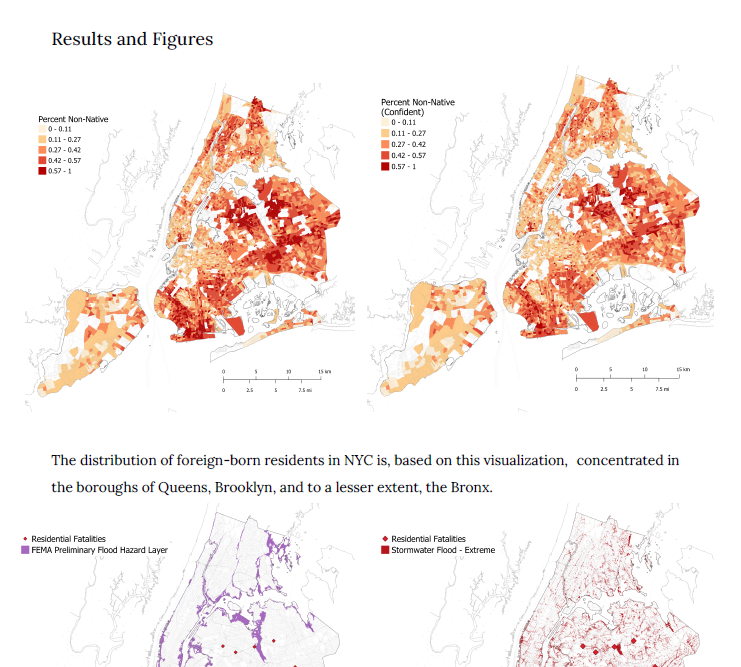 Results and Figures
Percent Non-Native
0 - 0.11
0.11 - 0.27
0.27 - 0.42
0.42 - 0.57
0.57 - 1
0 5 10 15 km
0 2.5 5 7.5 mi
Percent Non-Native
(Confident)
0 - 0.11
0.11 - 0.27
0.27 - 0.42
0.42 - 0.57
0.57 - 1
0 5 10 15 km
0 2.5 5 7.5 mi
The distribution of foreign-born residents in NYC is, based on this visualization, concentrated in
the boroughs of Queens, Brooklyn, and to a lesser extent, the Bronx.
Residential Fatalities
FEMA Preliminary Flood Hazard Layer
Residential Fatalities
Stormwater Flood - Extreme